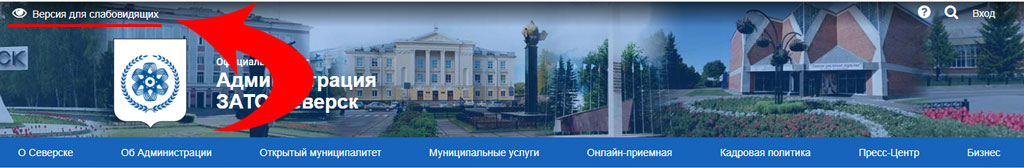 Версия для слабовидящих
Вход
СК
Администрация
ЗАТО Северск
О Северске
Об Администрации
Открытый муниципалитет
Муниципальные услуги
Онлайн-приемная
Кадровая политика
Пресс-Центр
Бизнес